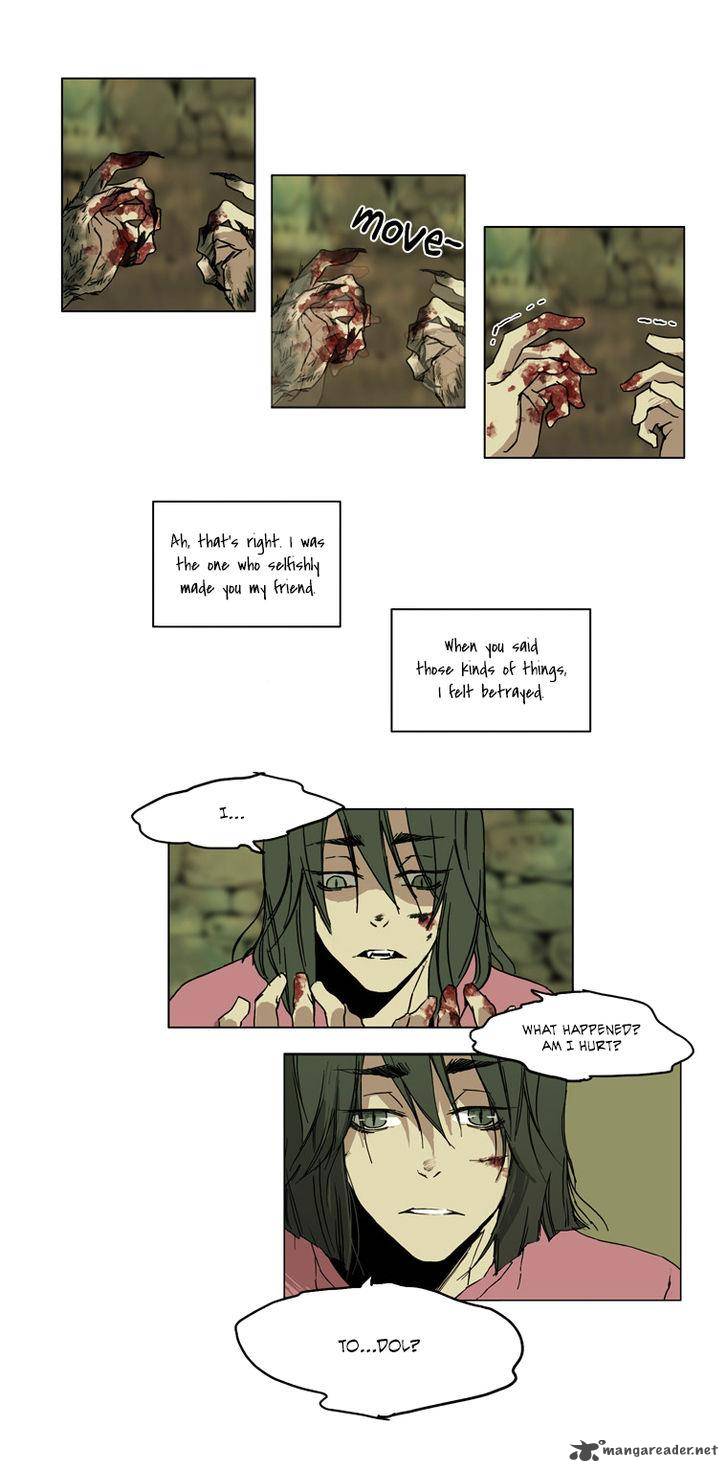 move~
Ah, that's right. I was
the one who selfishly
made you my friend.
When you said
those kinds of things,
I felt betrayed.
I...
WHAT HAPPENED?
AM I HURT?
TO...DOL?
mangareader.net